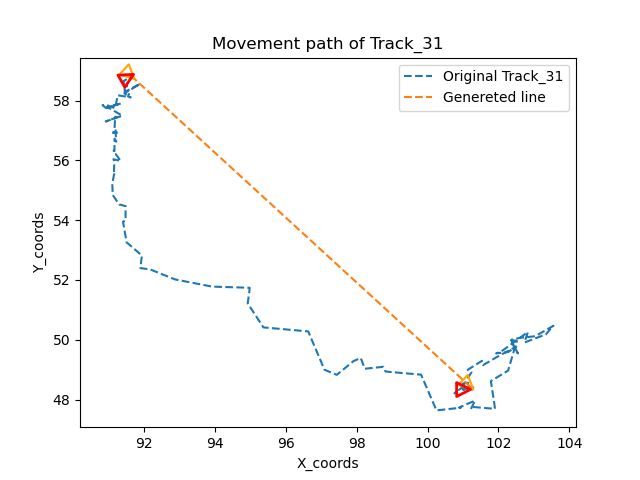 Movement path of Track_31
Original Track_31
Genereted line
Y_coords
58
56
54
52
50
48
92
94
96
98
100
102
104
X_coords